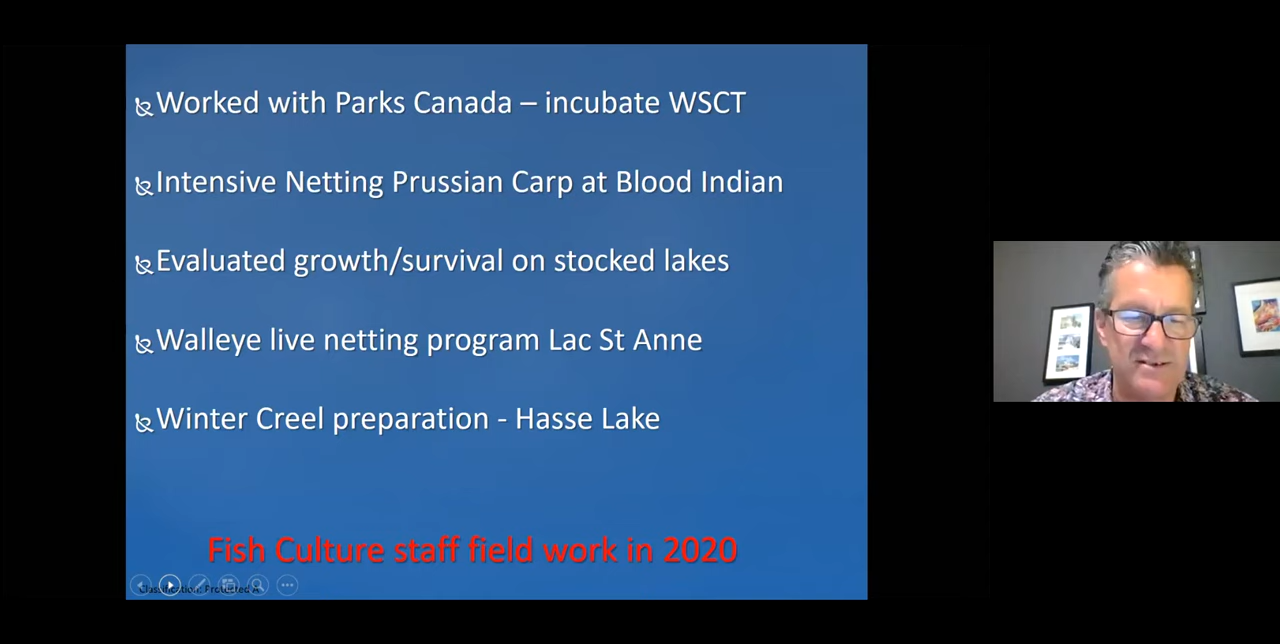 Worked with Parks Canada – incubate WSCT
Intensive Netting Prussian Carp at Blood Indian
Evaluated growth/survival on stocked lakes
Walleye live netting program Lac St Anne
Winter Creel preparation - Hasse Lake
Fish Culture staff field work in 2020
Classification: Protected A